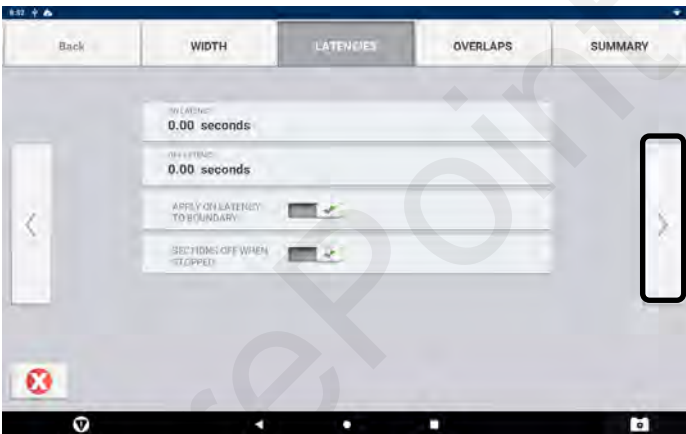 Back
WIDTH
LATENCIES
OVERLAPS
SUMMARY
ON LATENCY
0.00 seconds
OFF LATENCY
0.00 seconds
APPLY ON LATENCY
TO BOUNDARY
SECTIONS OFF WHEN
STOPPED
ePoint